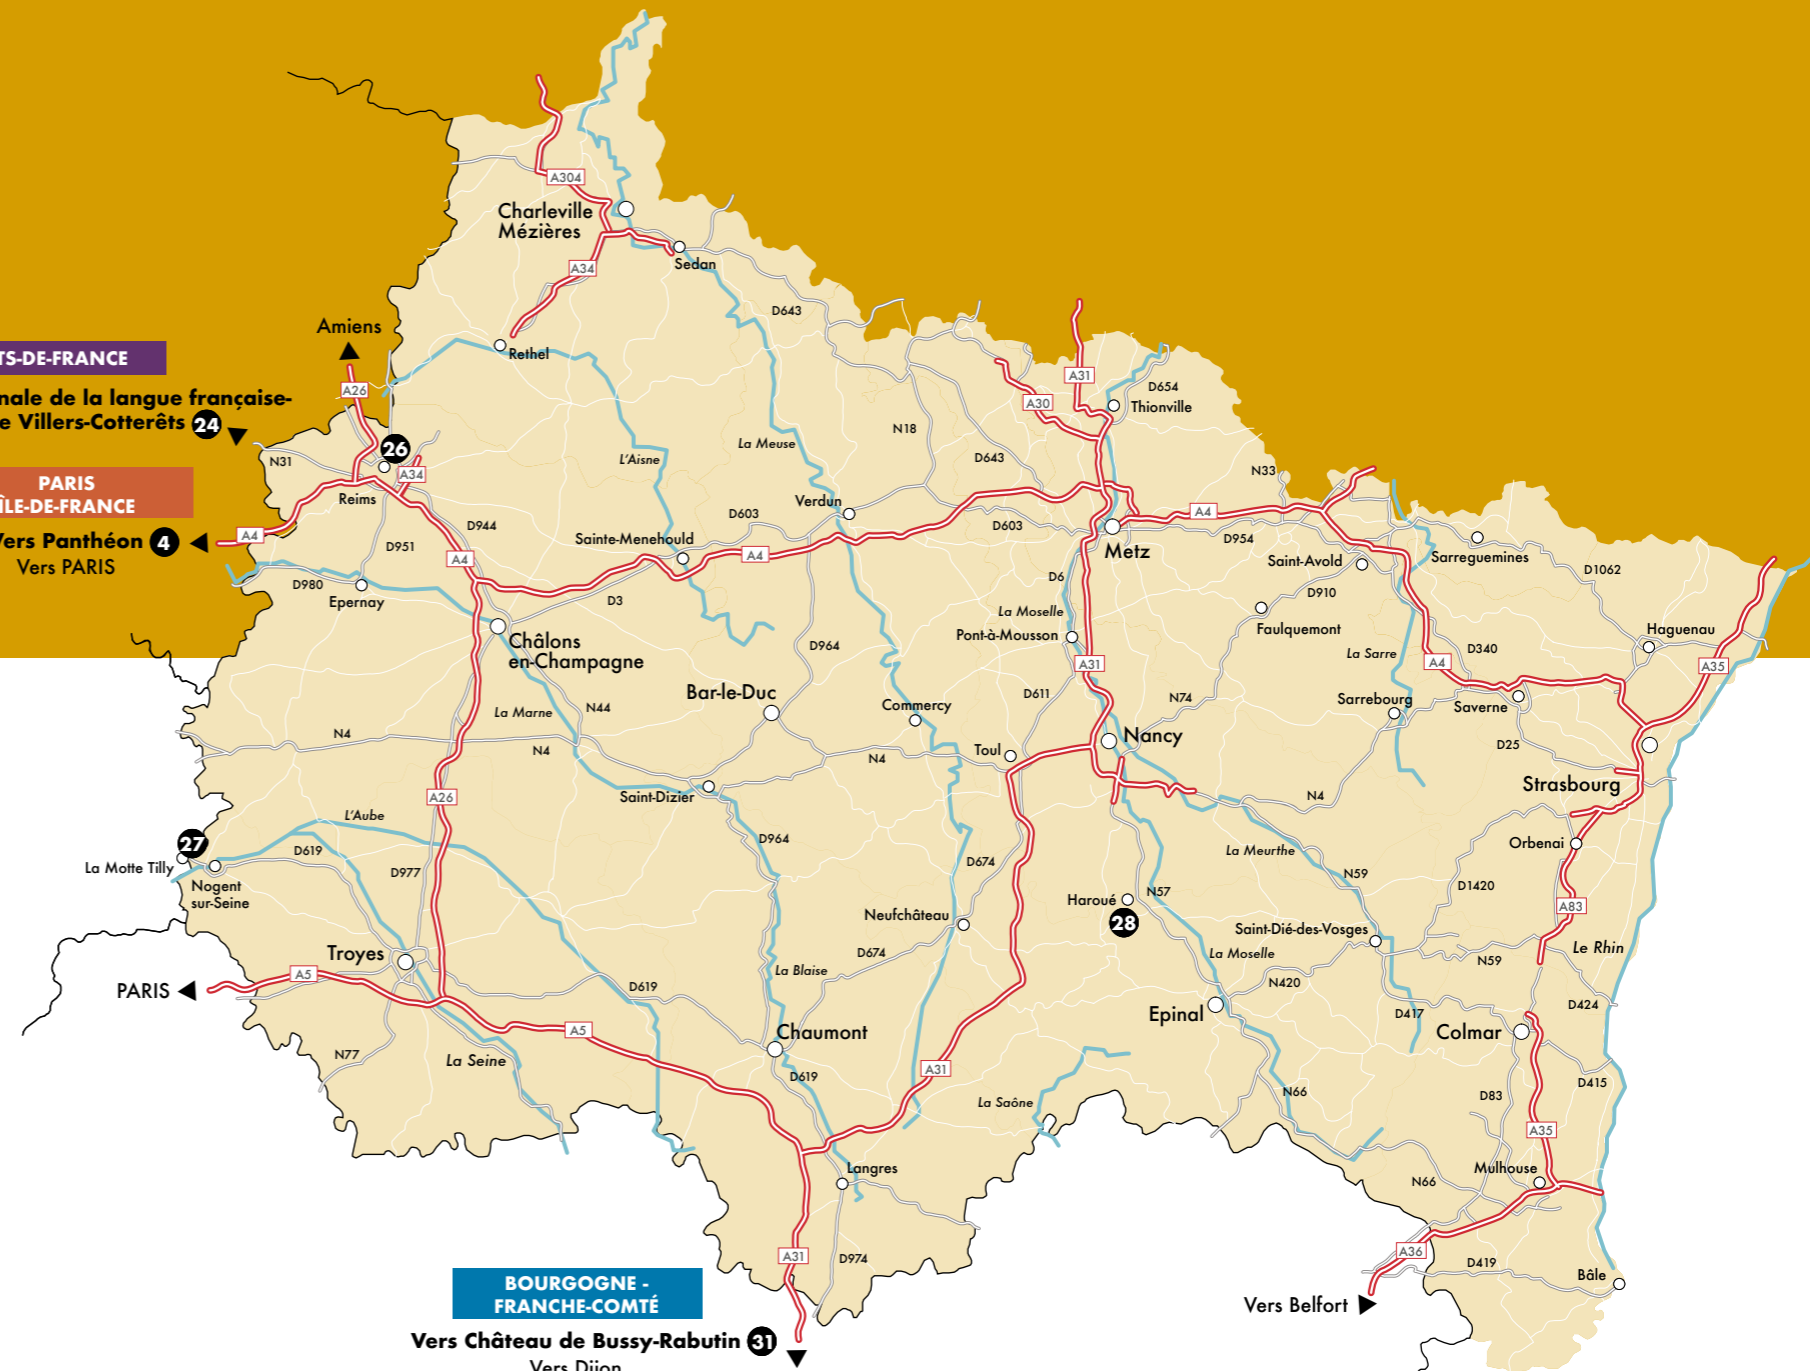 A304
Charleville
Mézières
Sedan
A34
D643
Amiens
Rethel
TS-DE-FRANCE
A26
A31
D654
A30
Thionville
nale de la langue française-
e Villers-Cotterêts 24
26
N31
A34
L'Aisne
La Meuse
N18
D643
N33
PARIS
ÎLE-DE-FRANCE
Reims
Verdun
A4
D944
D603
D603
A4
Metz
D954
Vers Panthéon 4
Vers PARIS
D951
A4
Sainte-Menehould
A4
Saint-Avold
Sarreguemines
D1062
D980
Epernay
D3
D6
La Moselle
D910
Faulquemont
Haguenau
Châlons
en-Champagne
D964
Pont-à-Mousson
A31
La Sarre
D340
A4
A35
Bar-le-Duc
D611
N74
Sarrebourg
Saverne
La Marne
N44
Commercy
N4
N4
Toul
Nancy
D25
N4
Saint-Dizier
Strasbourg
A26
N4
L'Aube
27
La Motte Tilly
D619
D964
Orbenai
Nogent
sur-Seine
D977
D674
La Meurthe
N59
D1420
Haroué
28
N57
A83
Neufchâteau
Saint-Dié-des-Vosges
Troyes
D674
La Moselle
Le Rhin
A5
La Blaise
N59
PARIS
D619
N420
D424
A5
Epinal
D417
Colmar
Chaumont
N77
La Seine
D619
A31
D415
La Saône
N66
D83
A35
Langres
Mulhouse
N66
A31
D974
A36
D419
Bâle
BOURGOGNE -
FRANCHE-COMTÉ
Vers Belfort
Vers Château de Bussy-Rabutin 31
Vers Dijon